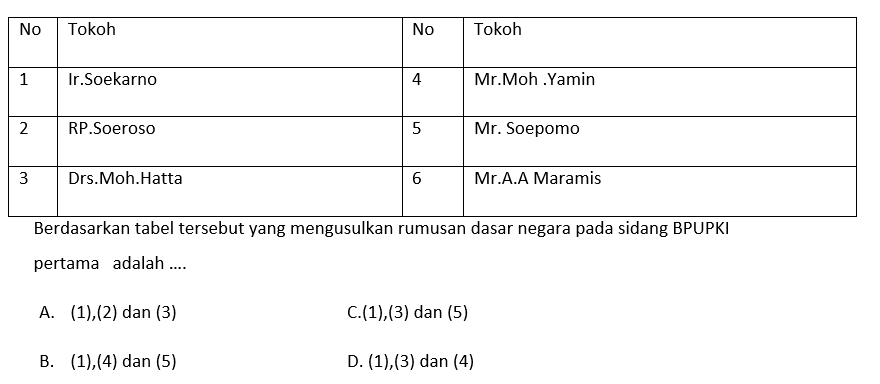 No Tokoh No Tokoh
1 Ir.Soekarno 4 Mr.Moh .Yamin
2 RP.Soeroso 5 Mr. Soepomo
3 Drs.Moh.Hatta 6 Mr.A.A Maramis
Berdasarkan tabel tersebut yang mengusulkan rumusan dasar negara pada sidang BPUPKI
pertama adalah ....
A. (1),(2) dan (3) C.(1),(3) dan (5)
B. (1),(4) dan (5) D. (1),(3) dan (4)